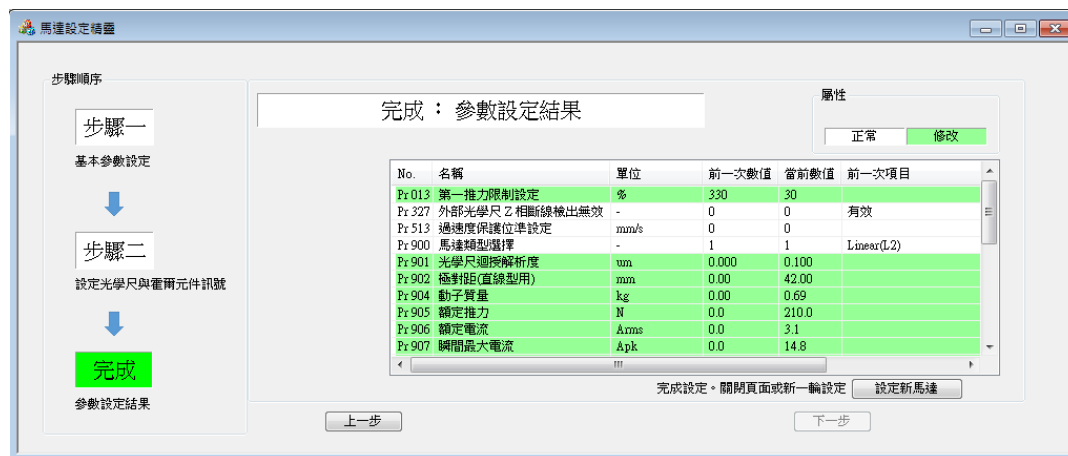 馬達設定精靈
步驟順序
步驟一
基本參數設定
步驟二
設定光學尺與霍爾元件訊號
完成
參數設定結果
完成：參數設定結果
屬性
正常 修改
No. 名稱 單位 前一次數值 當前數值 前一次項目
Pr 013 第一推力限制設定 % 330 30
Pr 327 外部光學尺 Z 相斷線檢出無效 - 0 0 有效
Pr 513 過速度保護位準設定 mm/s 0 0
Pr 900 馬達類型選擇 - 1 1 Linear(L2)
Pr 901 光學尺迴授解析度 um 0.000 0.100
Pr 902 極對距(直線型用) mm 0.00 42.00
Pr 904 動子質量 kg 0.00 0.69
Pr 905 額定推力 N 0.0 210.0
Pr 906 額定電流 Arms 0.0 3.1
Pr 907 瞬間最大電流 Apk 0.0 14.8
完成設定。關閉頁面或新一輪設定 設定新馬達
上一步 下一步